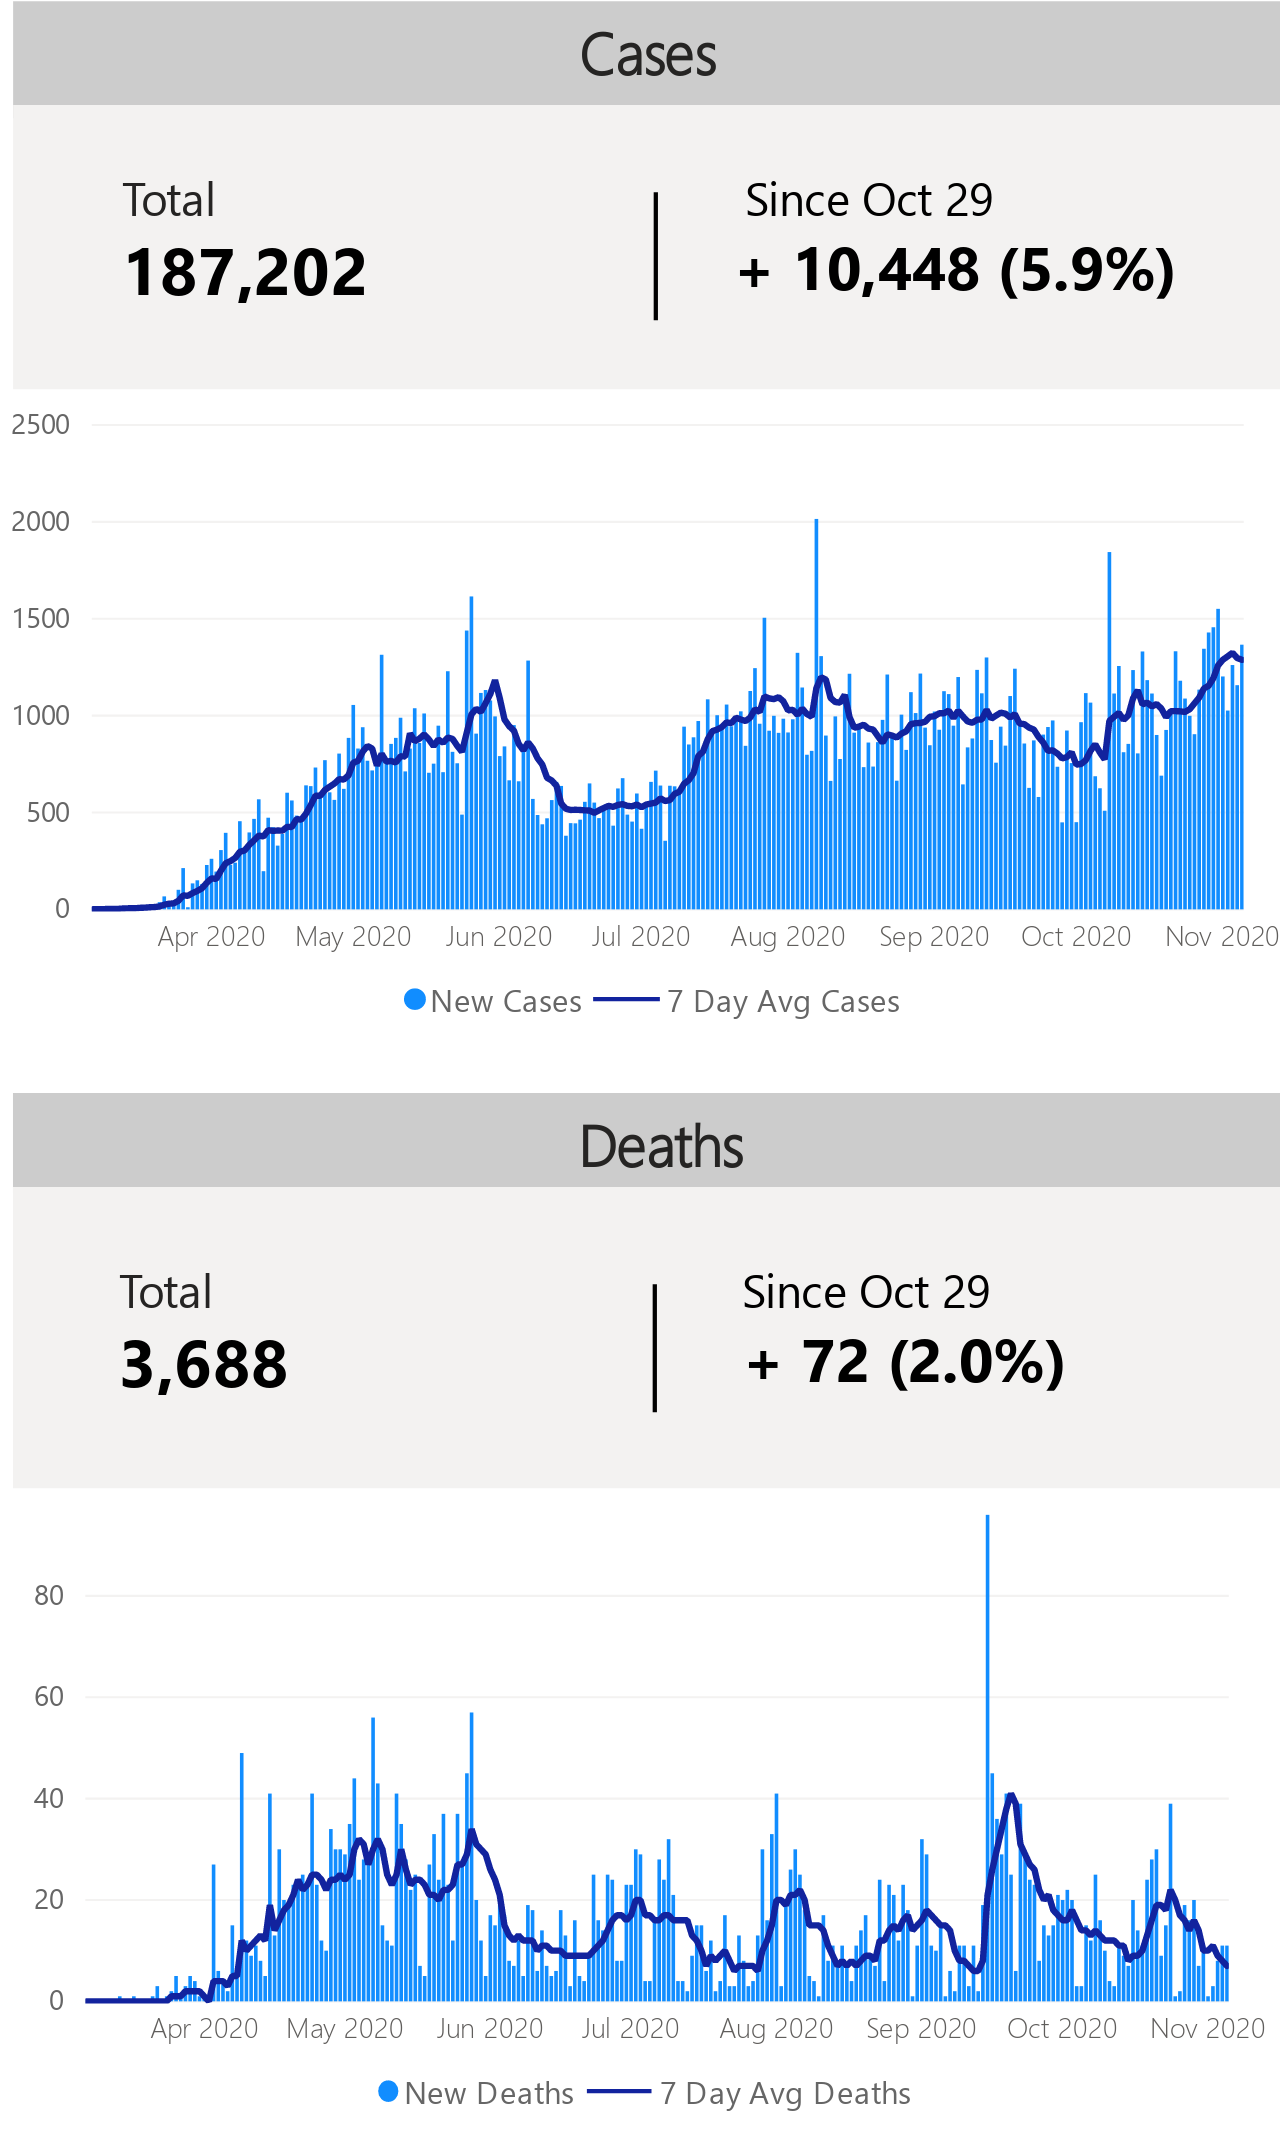 Cases
Total
Since Oct 29
187,202
+ 10,448 (5.9%)
2500
2000
1500
1000
500
0
Apr 2020 May 2020 Jun 2020 Jul 2020 Aug 2020 Sep 2020 Oct 2020 Nov 2020
New Cases 7 Day Avg Cases
Deaths
Total
Since Oct 29
3,688
+ 72 (2.0%)
80
60
40
20
0
Apr 2020 May 2020 Jun 2020 Jul 2020 Aug 2020 Sep 2020 Oct 2020 Nov 2020
New Deaths 7 Day Avg Deaths